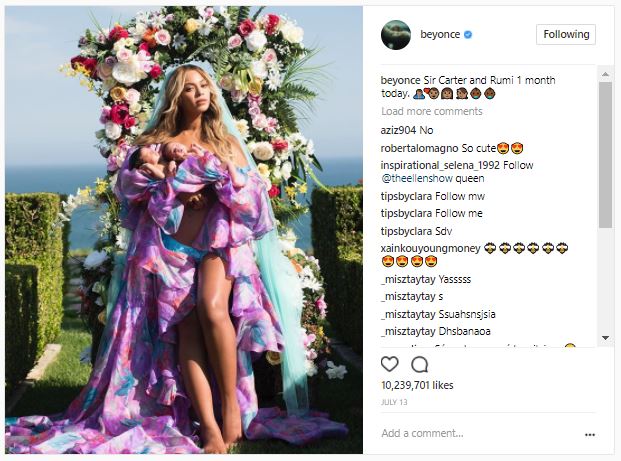 beyonce
Following
beyonce Sir Carter and Rumi 1 month
today.
Load more comments
aziz904 No
robertalomagno So cute
inspirational_selena_1992 Follow
@theellenshow queen
tipsbyclara Follow mw
tipsbyclara Follow me
tipsbyclara Sdv
xainkouyoungmoney
_misztaytay Yasssss
_misztaytay s
_misztaytay Ssuahsnsjsia
_misztaytay Dhsbanaoa
10,239,701 likes
JULY 13
Add a comment...